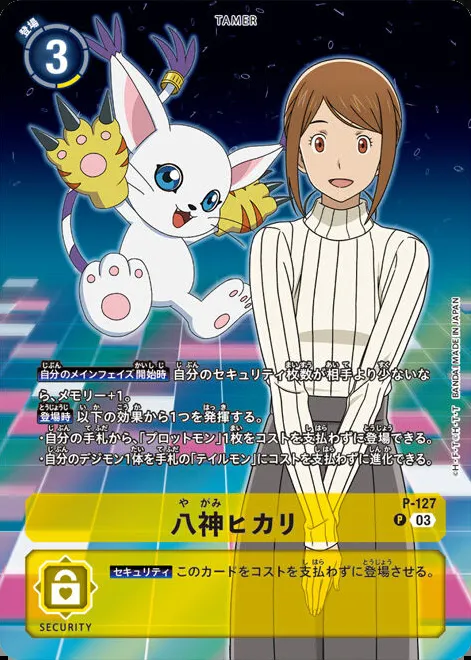 TAMER
登場
3
自分のメインフェイズ開始時 自分のセキュリティ枚数が相手より少ないな
ら、メモリー+1。
登場時 以下の効果から1つを発揮する。
・自分の手札から、「プロットモン」1枚をコストを支払わずに登場できる。
・自分のデジモン1体を手札の「テイルモン」にコストを支払わずに進化できる。
やがみ
八神ヒカリ
P-127
P 03
セキュリティ このカードをコストを支払わずに登場させる。
SECURITY
©H・F・T ©H・T・T BANDAI MADE IN JAPAN